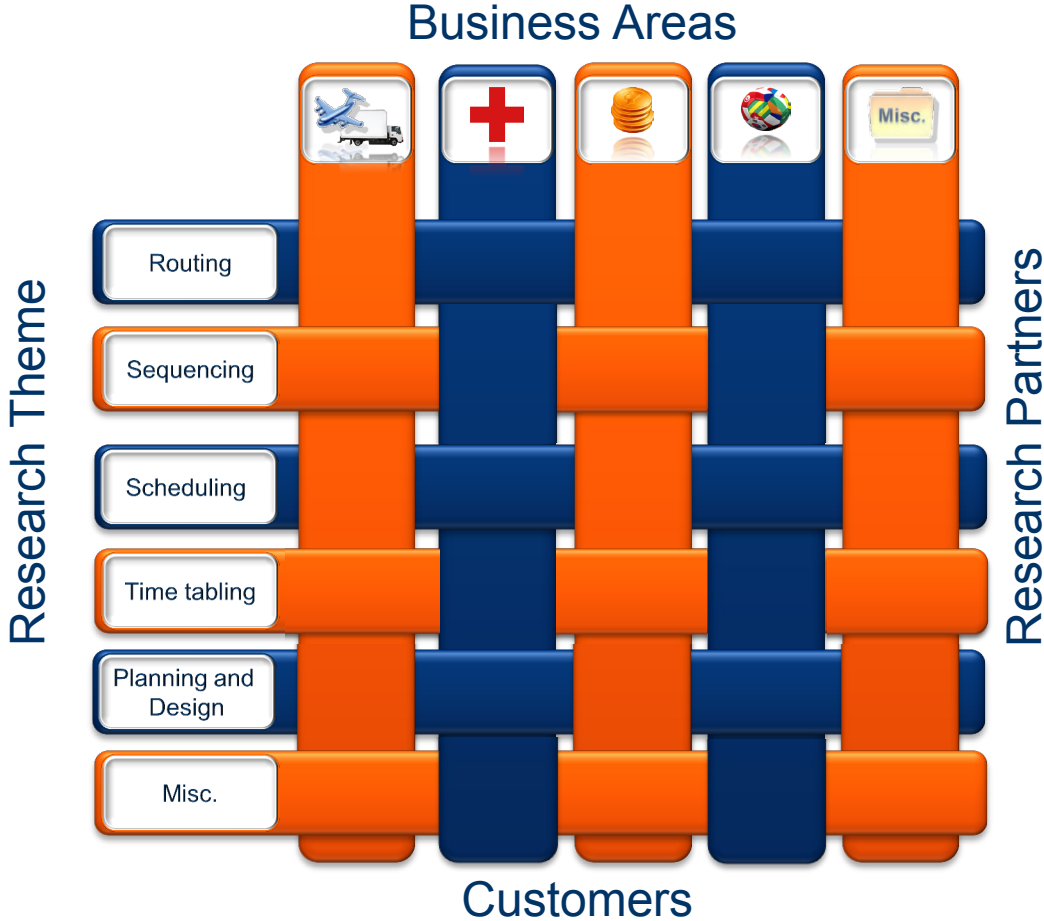 Business Areas
Misc.
Research Theme
Routing
Sequencing
Scheduling
Time tabling
Planning and
Design
Misc.
Research Partners
Customers